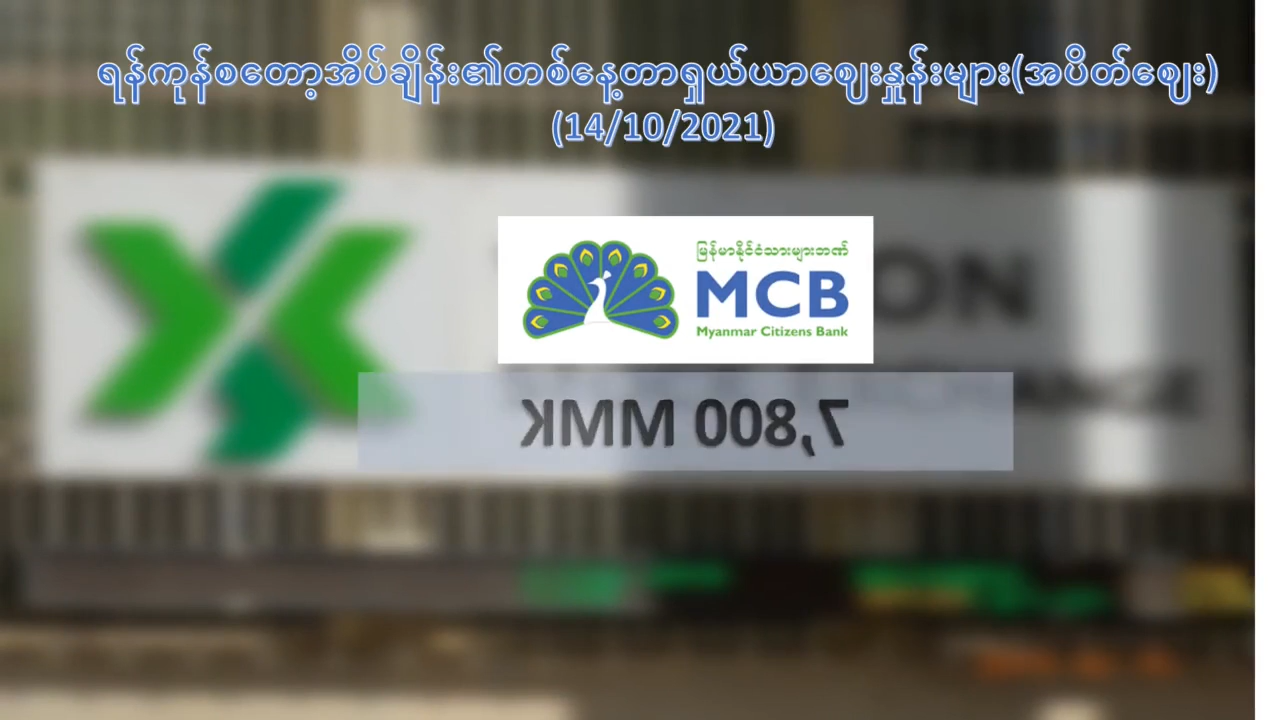 ရန်ကုန်စတော့အိပ်ချိန်း၏တစ်နေ့တာရှယ်ယာဈေးနှုန်းများ(အပိတ်ဈေး)
(14/10/2021)
မြန်မာနိုင်ငံသားများဘဏ်
MCB
Myanmar Citizens Bank
7,800 MMK